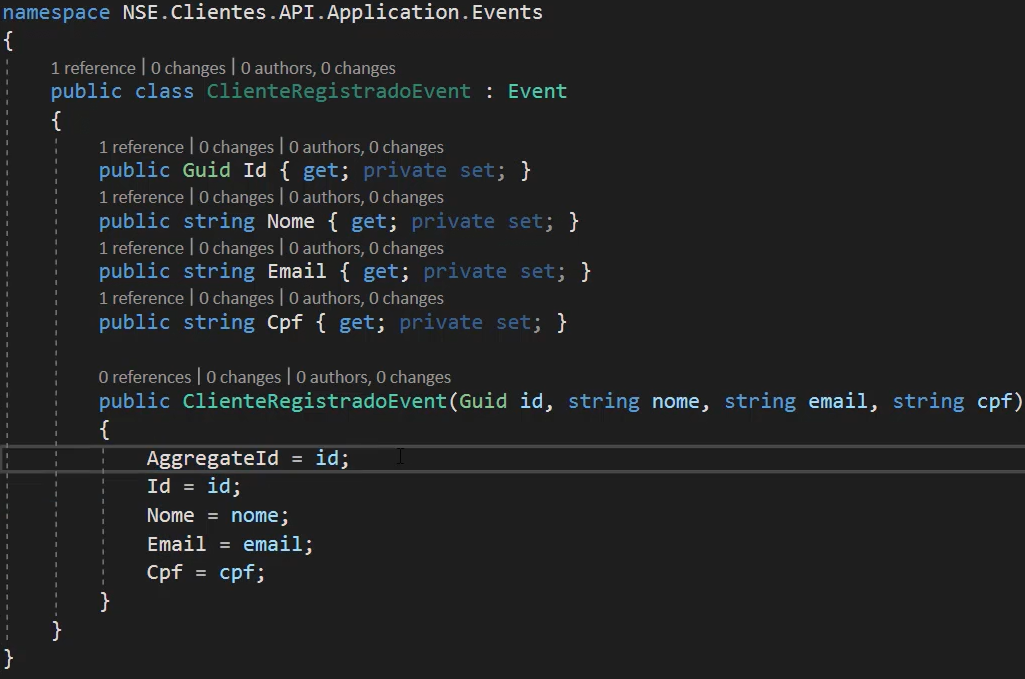 namespace NSE.Clientes.API.Application.Events
{
1 reference | 0 changes | 0 authors, 0 changes
public class ClienteRegistradoEvent : Event
{
1 reference | 0 changes | 0 authors, 0 changes
public Guid Id { get; private set; }
1 reference | 0 changes | 0 authors, 0 changes
public string Nome { get; private set; }
1 reference | 0 changes | 0 authors, 0 changes
public string Email { get; private set; }
1 reference | 0 changes | 0 authors, 0 changes
public string Cpf { get; private set; }
0 references | 0 changes | 0 authors, 0 changes
public ClienteRegistradoEvent(Guid id, string nome, string email, string cpf)
{
AggregateId = id;
Id = id;
Nome = nome;
Email = email;
Cpf = cpf;
}
}
}